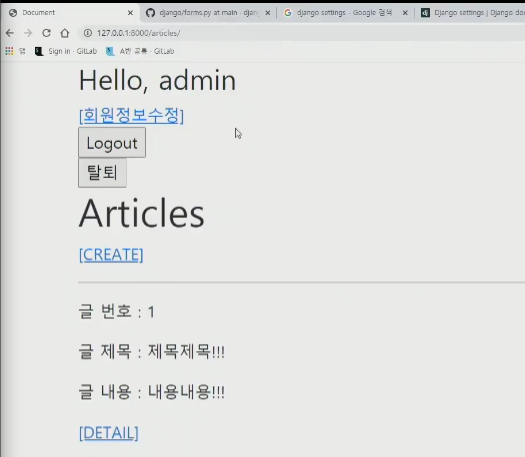 Document
django/forms.py at main · djan
django settings - Google 검색
Django settings | Django do
127.0.0.1:8000/articles/
앱
Sign in · GitLab
A반 공통 · GitLab
Hello, admin
[회원정보수정]
Logout
탈퇴
Articles
[CREATE]
글 번호 : 1
글 제목 : 제목제목!!!
글 내용 : 내용내용!!!
[DETAIL]